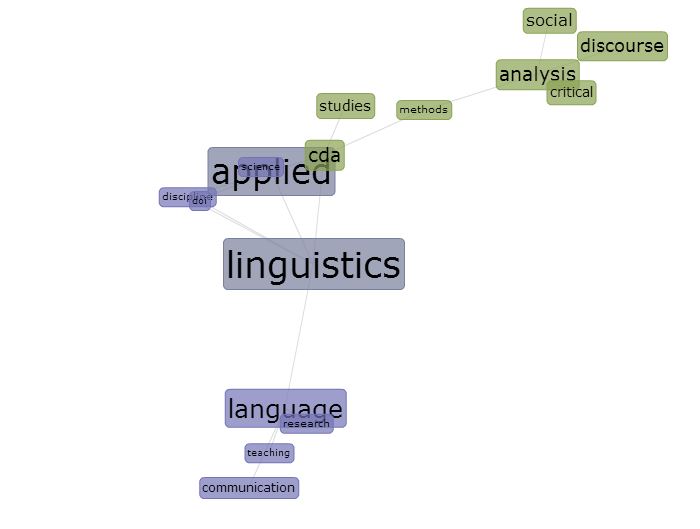 social
discourse
analysis
critical
studies
methods
cda
applied
science
discipline
doi
linguistics
language
research
teaching
communication